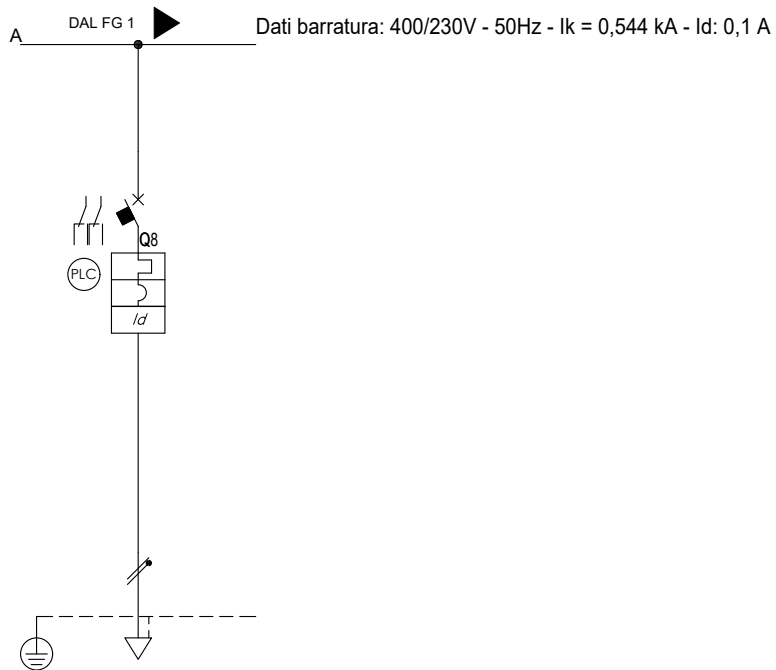 DAL FG 1
Dati barratura: 400/230V - 50Hz - Ik = 0,544 kA - Id: 0,1 A
A
Q8
PLC
Id